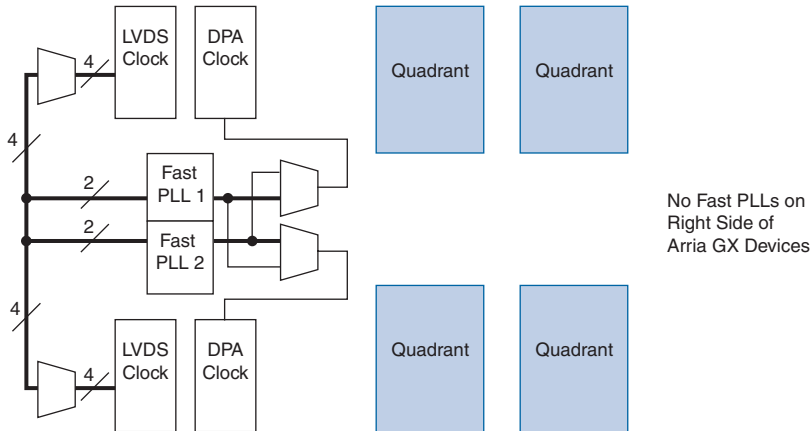 LVDS
Clock
DPA
Clock
Quadrant
Quadrant
4
4
2
Fast
PLL 1
2
Fast
PLL 2
No Fast PLLs on
Right Side of
Arria GX Devices
4
4
LVDS
Clock
DPA
Clock
Quadrant
Quadrant